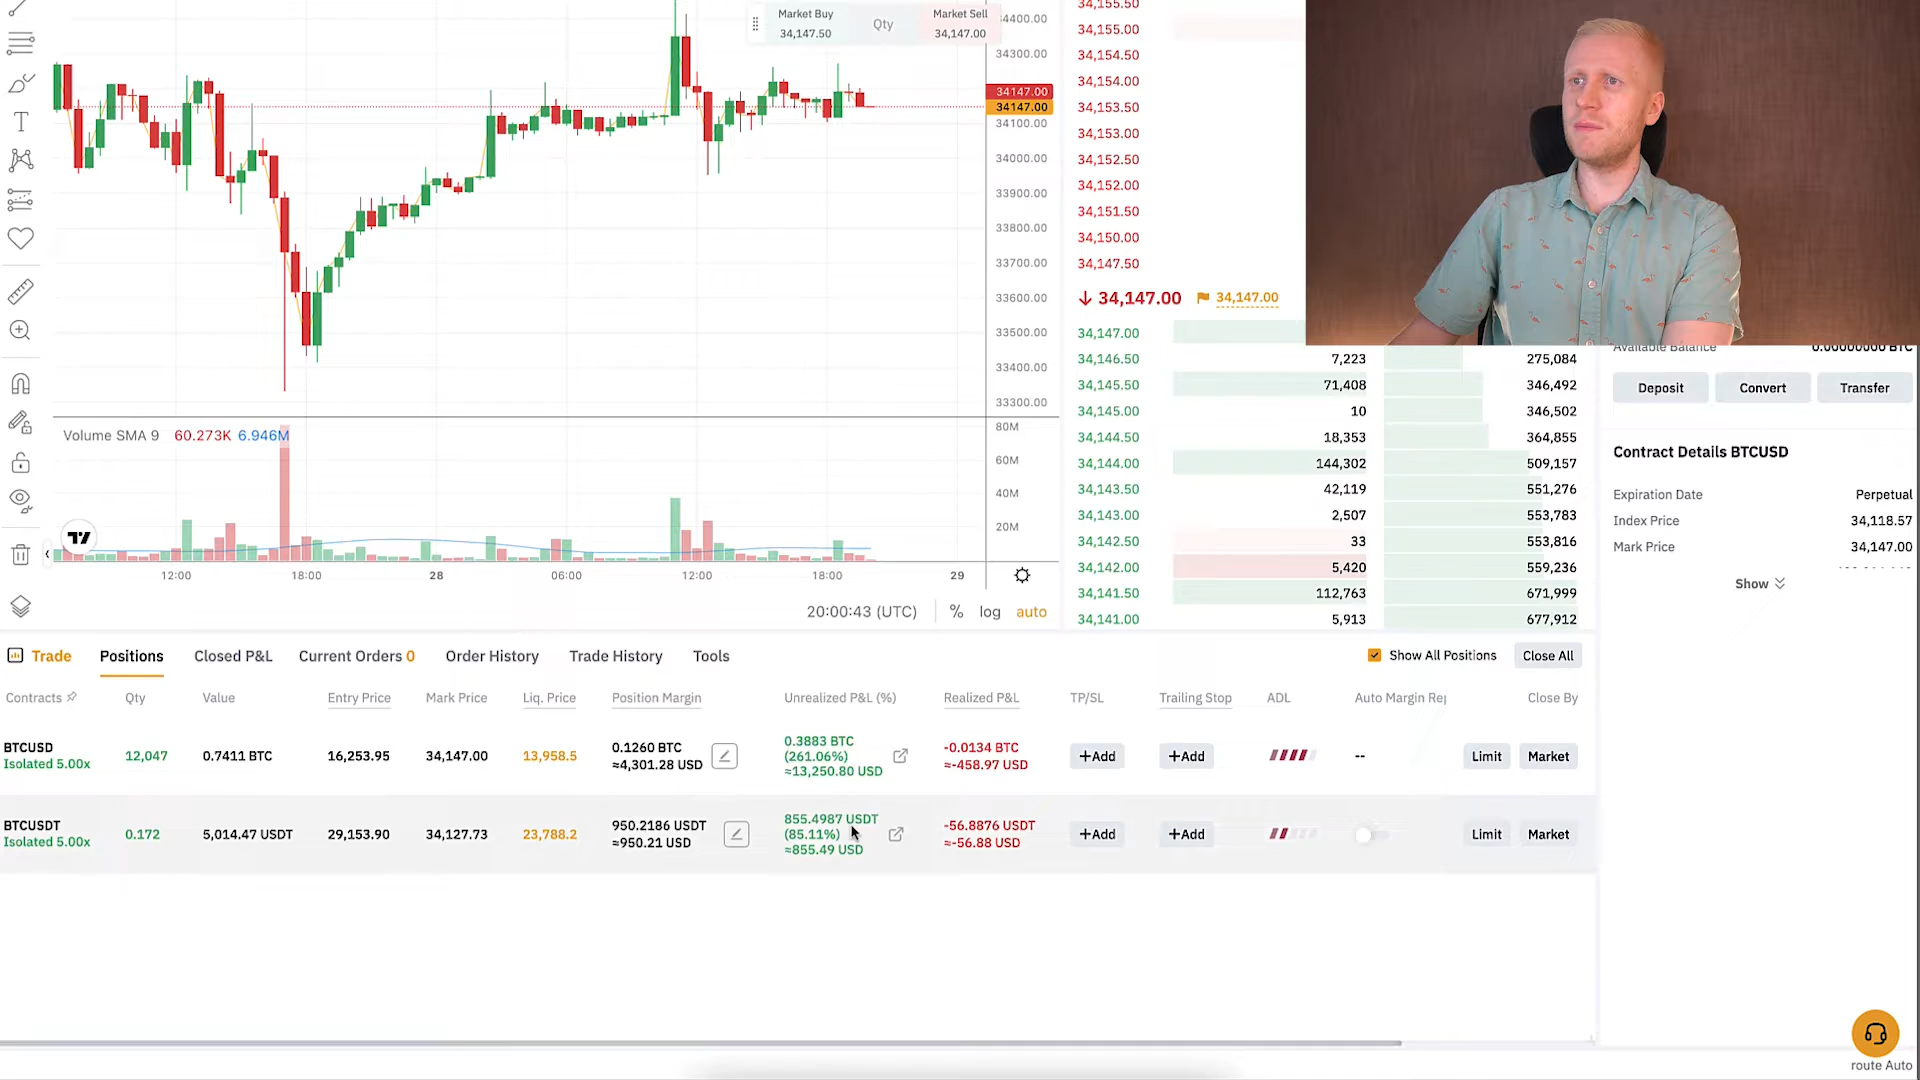 Market Buy
34,147.50
Qty
Market Sell
34,147.00
34400.00
34300.00
34147.00
34147.00
34100.00
34000.00
33900.00
33800.00
33700.00
33600.00
33500.00
33400.00
33300.00
Volume SMA 9 60.273K 6.946M
80M
60M
40M
20M
12:00 18:00 28 06:00 12:00 18:00 29
20:00:43 (UTC) % log auto
34,155.50
34,155.00
34,154.50
34,154.00
34,153.50
34,153.00
34,152.50
34,152.00
34,151.50
34,150.00
34,147.50
34,147.00 34,147.00
34,147.00
34,146.50 7,223 275,084
34,145.50 71,408 346,492
34,145.00 10 346,502
34,144.50 18,353 364,855
34,144.00 144,302 509,157
34,143.50 42,119 551,276
34,143.00 2,507 553,783
34,142.50 33 553,816
34,142.00 5,420 559,236
34,141.50 112,763 671,999
34,141.00 5,913 677,912
Available Balance 0.00000000 BTC
Deposit Convert Transfer
Contract Details BTCUSD
Expiration Date Perpetual
Index Price 34,118.57
Mark Price 34,147.00
Show
Trade Positions Closed P&L Current Orders 0 Order History Trade History Tools Show All Positions Close All
Contracts Qty Value Entry Price Mark Price Liq. Price Position Margin Unrealized P&L (%) Realized P&L TP/SL Trailing Stop ADL Auto Margin Rep Close By
BTCUSD
Isolated 5.00x
12,047 0.7411 BTC 16,253.95 34,147.00 13,958.5
0.1260 BTC
≈4,301.28 USD
0.3883 BTC
(261.06%)
≈13,250.80 USD
-0.0134 BTC
≈-458.97 USD
+Add +Add -- Limit Market
BTCUSDT
Isolated 5.00x
0.172 5,014.47 USDT 29,153.90 34,127.73 23,788.2
950.2186 USDT
≈950.21 USD
855.4987 USDT
(85.11%)
≈855.49 USD
-56.8876 USDT
≈-56.88 USD
+Add +Add Limit Market
route Auto